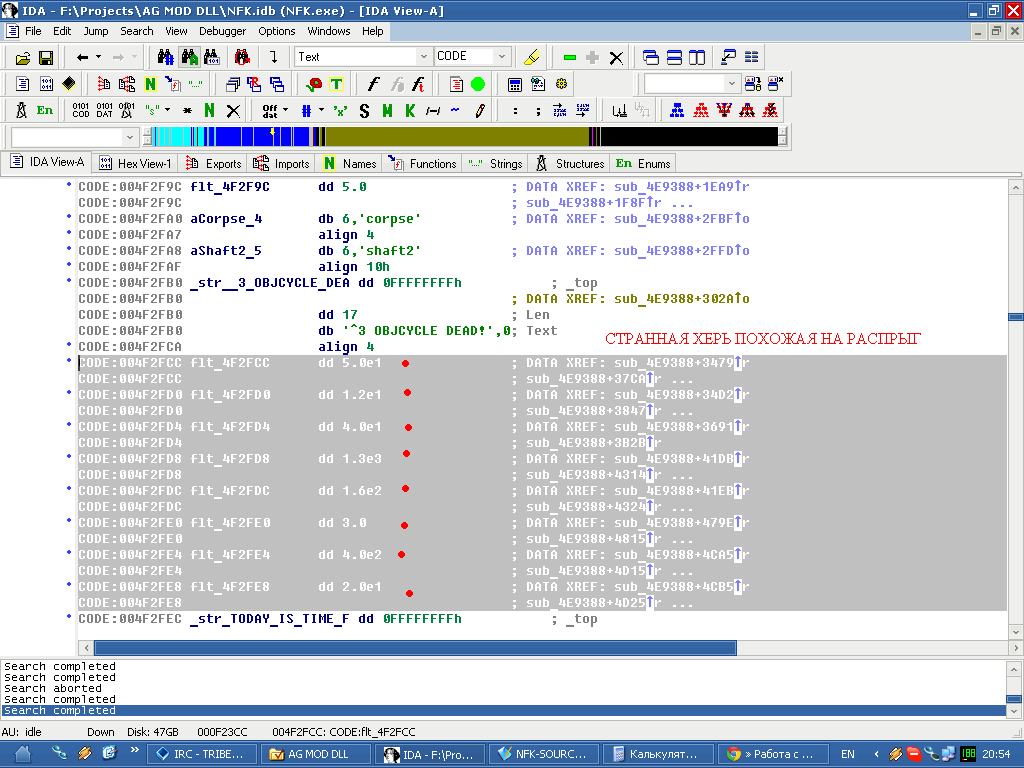 IDA - F:\Projects\AG MOD DLL\NFK.idb (NFK.exe) - [IDA View-A]
File Edit Jump Search View Debugger Options Windows Help
Text CODE
En Off dat
IDA View-A Hex View-1 Exports Imports N Names Functions "..." Strings Structures En Enums
CODE:004F2F9C flt_4F2F9C dd 5.0 ; DATA XREF: sub_4E9388+1EA9↑r
CODE:004F2F9C ; sub_4E9388+1F8F↑r ...
CODE:004F2FA0 aCorpse_4 db 6,'corpse' ; DATA XREF: sub_4E9388+2FBF↑o
CODE:004F2FA7 align 4
CODE:004F2FA8 aShaft2_5 db 6,'shaft2' ; DATA XREF: sub_4E9388+2FFD↑o
CODE:004F2FAF align 10h
CODE:004F2FB0 _str__3_OBJCYCLE_DEA dd 0FFFFFFFFh ; _top
CODE:004F2FB0 ; DATA XREF: sub_4E9388+302A↑o
CODE:004F2FB0 dd 17 ; Len
CODE:004F2FB0 db '^3 OBJCYCLE DEAD!',0; Text
СТРАННАЯ ХЕРЬ ПОХОЖАЯ НА РАСПРЫГ
CODE:004F2FCA align 4
CODE:004F2FCC flt_4F2FCC dd 5.0e1 ; DATA XREF: sub_4E9388+3479↑r
CODE:004F2FCC ; sub_4E9388+37CA↑r ...
CODE:004F2FD0 flt_4F2FD0 dd 1.2e1 ; DATA XREF: sub_4E9388+34D2↑r
CODE:004F2FD0 ; sub_4E9388+3847↑r ...
CODE:004F2FD4 flt_4F2FD4 dd 4.0e1 ; DATA XREF: sub_4E9388+3691↑r
CODE:004F2FD4 ; sub_4E9388+3B2B↑r
CODE:004F2FD8 flt_4F2FD8 dd 1.3e3 ; DATA XREF: sub_4E9388+41DB↑r
CODE:004F2FD8 ; sub_4E9388+4314↑r ...
CODE:004F2FDC flt_4F2FDC dd 1.6e2 ; DATA XREF: sub_4E9388+41EB↑r
CODE:004F2FDC ; sub_4E9388+4324↑r ...
CODE:004F2FE0 flt_4F2FE0 dd 3.0 ; DATA XREF: sub_4E9388+479E↑r
CODE:004F2FE0 ; sub_4E9388+4815↑r ...
CODE:004F2FE4 flt_4F2FE4 dd 4.0e2 ; DATA XREF: sub_4E9388+4CA5↑r
CODE:004F2FE4 ; sub_4E9388+4D15↑r ...
CODE:004F2FE8 flt_4F2FE8 dd 2.0e1 ; DATA XREF: sub_4E9388+4CB5↑r
CODE:004F2FE8 ; sub_4E9388+4D25↑r ...
CODE:004F2FEC _str_TODAY_IS_TIME_F dd 0FFFFFFFFh ; _top
Search completed
Search completed
Search aborted
Search completed
Search completed
AU: idle Down Disk: 47GB 000F23CC 004F2FCC: CODE:flt_4F2FCC
IRC - TRIBE... AG MOD DLL IDA - F:\Pro... NFK-SOURC... Калькулят... » Работа с ... EN 20:54